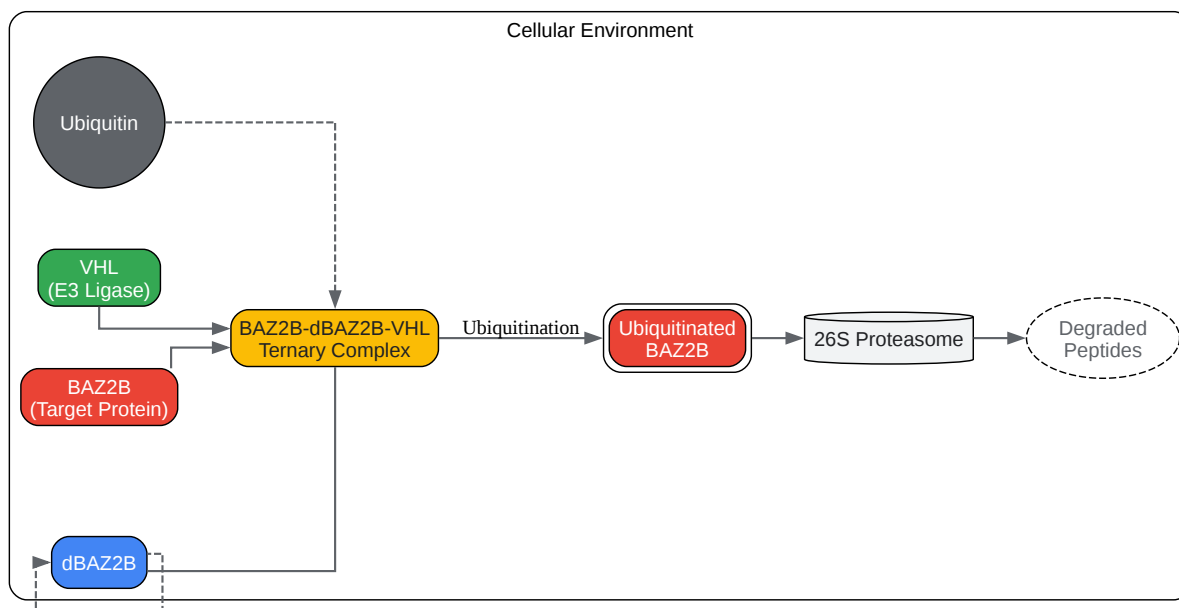 Cellular Environment
Ubiquitin
VHL
(E3 Ligase)
BAZ2B-dBAZ2B-VHL
Ternary Complex
Ubiquitination
Ubiquitinated
BAZ2B
26S Proteasome
Degraded
Peptides
BAZ2B
(Target Protein)
dBAZ2B